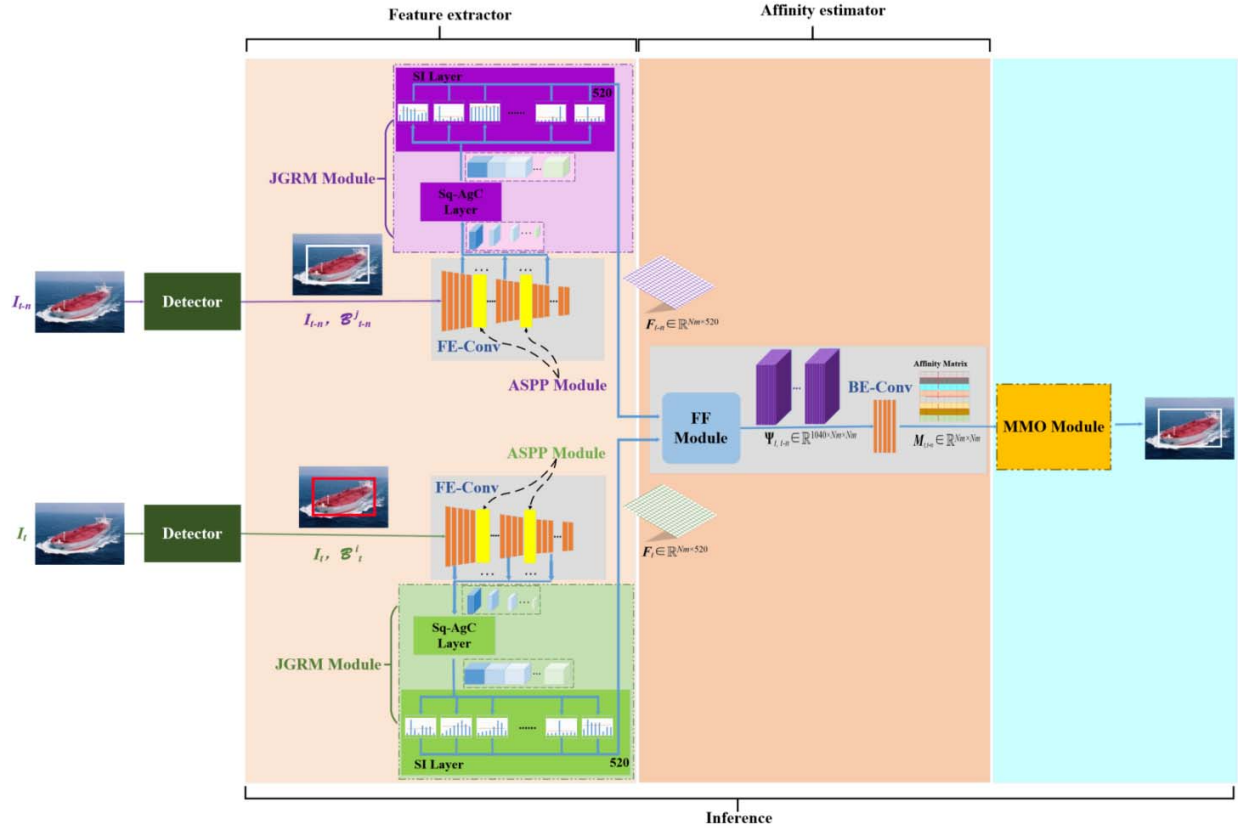 Feature extractor
Affinity estimator
SI Layer
520
......
JGRM Module
...
Sq-AgC
Layer
...
I_{t-n}
Detector
... ...
...... ...
I_{t-n}, ℬ^j_{t-n}
FE-Conv
ASPP Module
F_{t-n} ∈ ℝ^{Nm×520}
Affinity Matrix
BE-Conv
...
FF
Module
Ψ_{t, t-n} ∈ ℝ^{1040×Nm×Nm}
M_{t,t-n} ∈ ℝ^{Nm×Nm}
MMO Module
ASPP Module
FE-Conv
I_t
Detector
...... ...
I_t, ℬ^i_t
F_t ∈ ℝ^{Nm×520}
... ...
...
Sq-AgC
Layer
JGRM Module
...
......
SI Layer
520
Inference